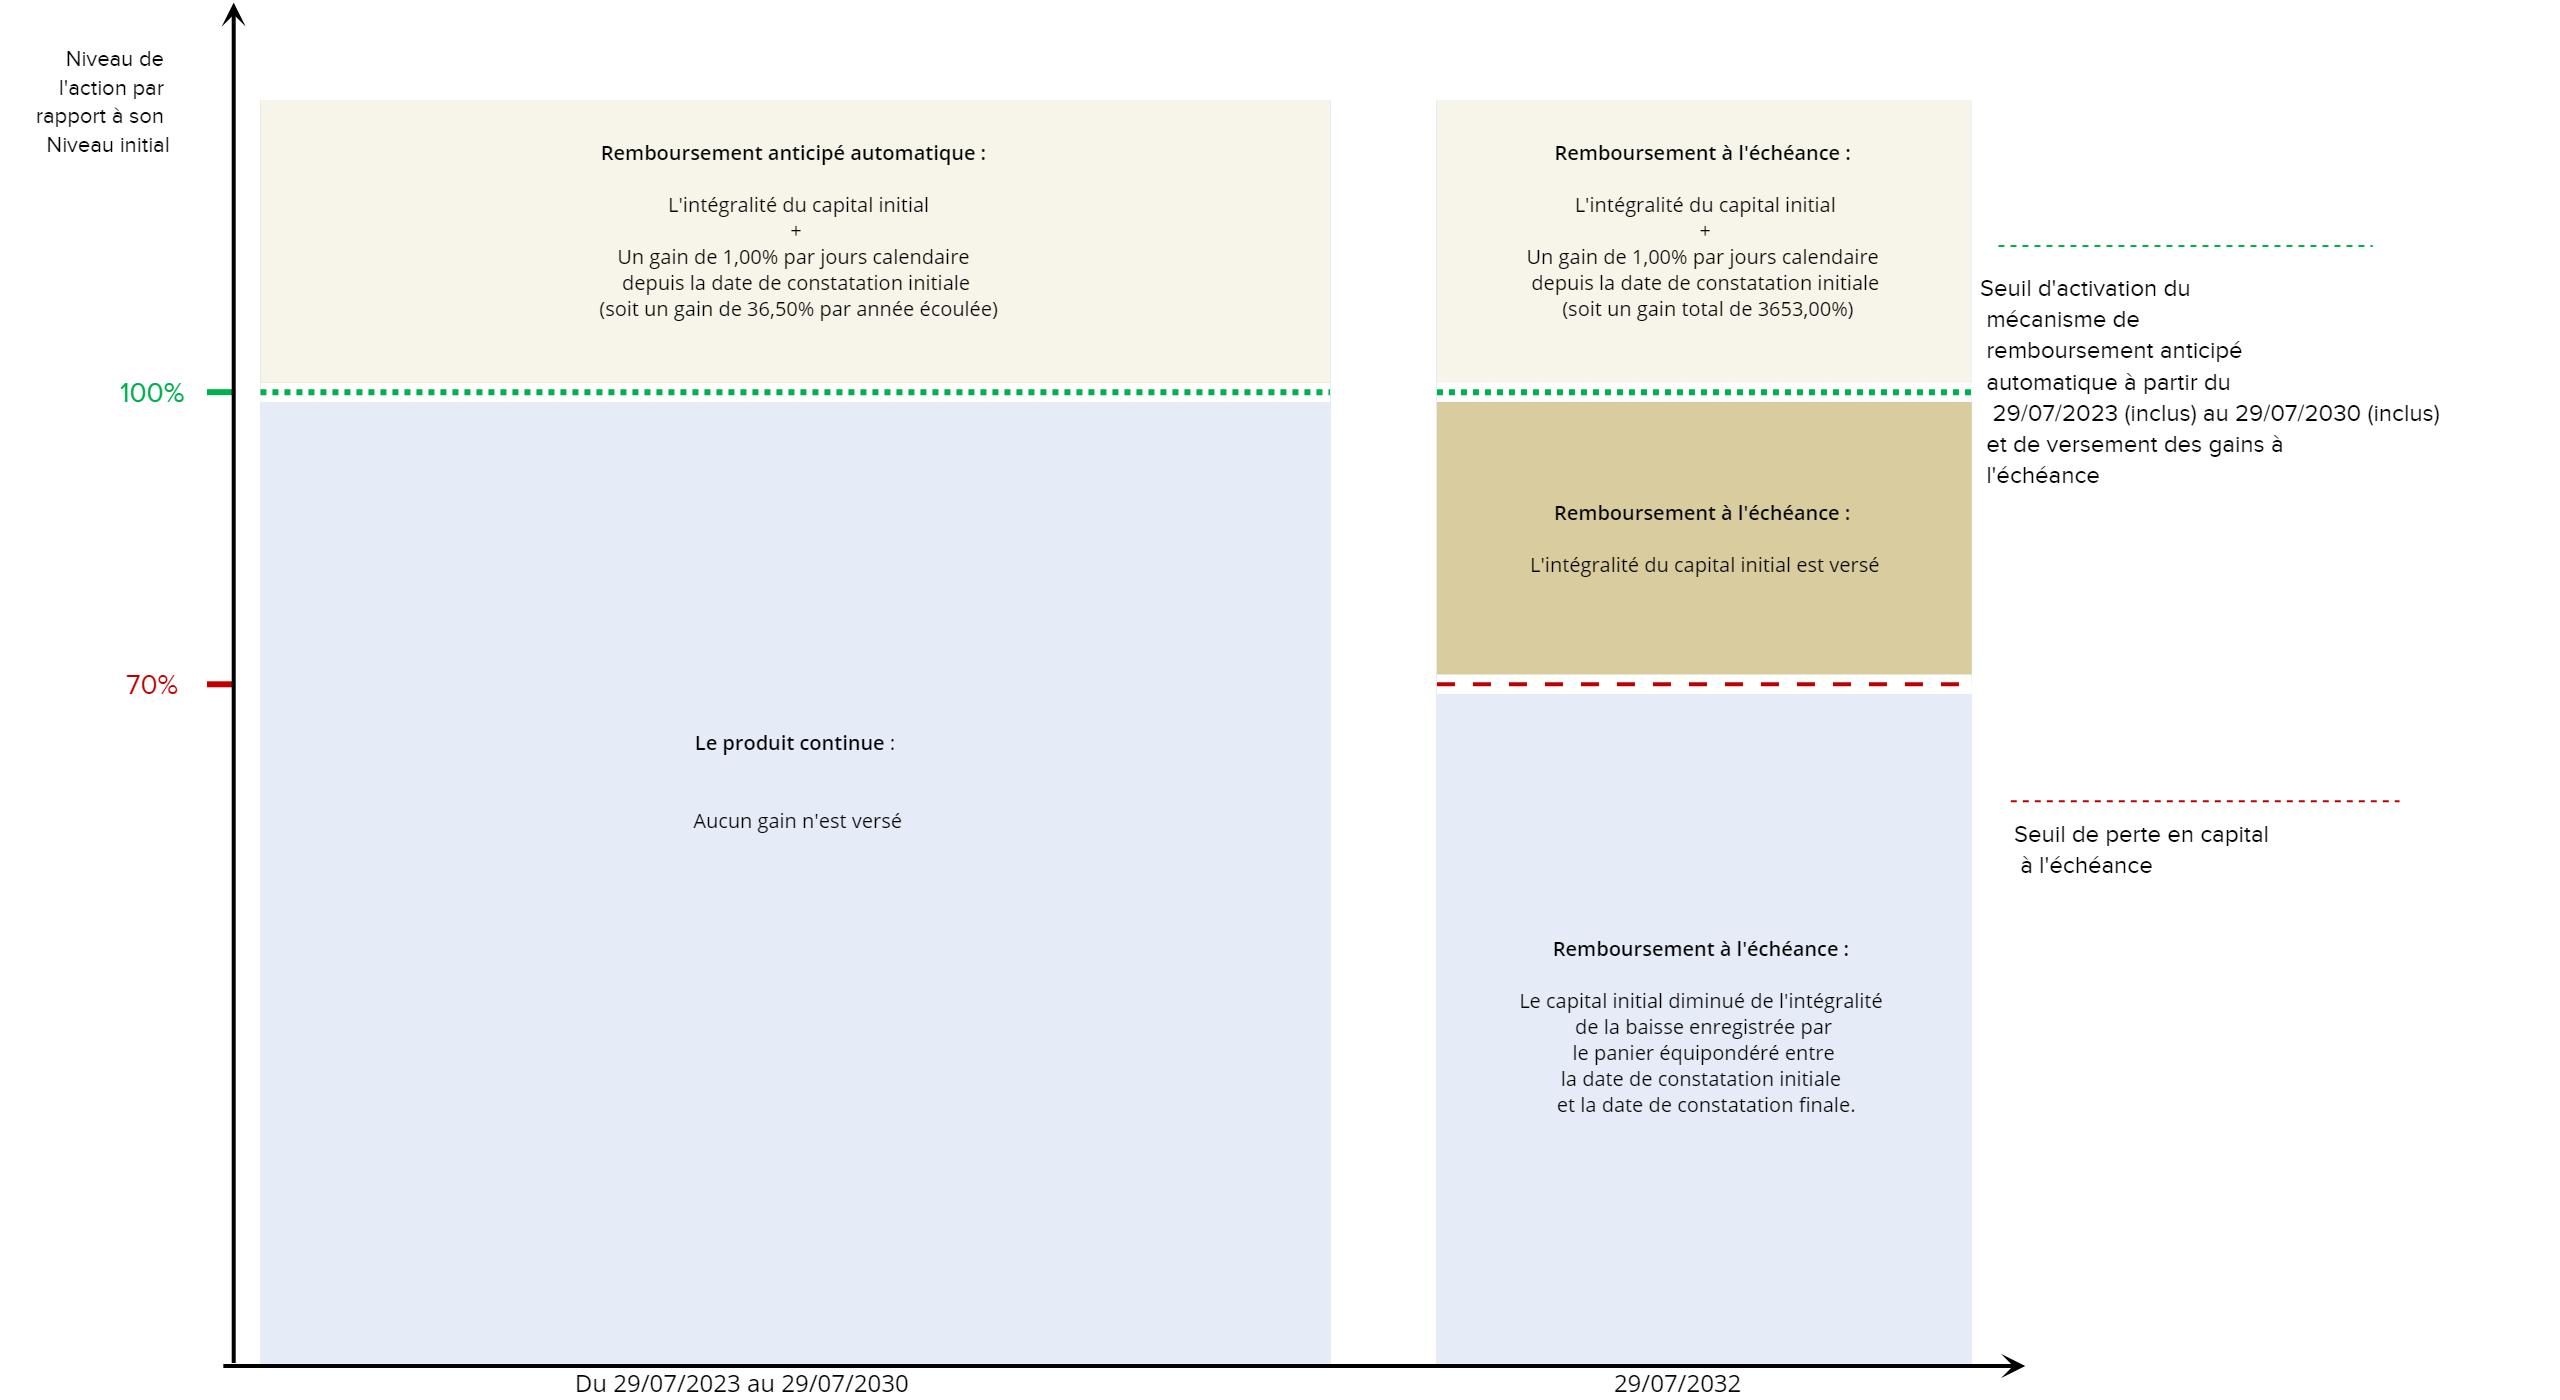 Niveau de
l'action par
rapport à son
Niveau initial
Remboursement anticipé automatique :
L'intégralité du capital initial
+
Un gain de 1,00% par jours calendaire
depuis la date de constatation initiale
(soit un gain de 36,50% par année écoulée)
Remboursement à l'échéance :
L'intégralité du capital initial
+
Un gain de 1,00% par jours calendaire
depuis la date de constatation initiale
(soit un gain total de 3653,00%)
Seuil d'activation du
mécanisme de
remboursement anticipé
automatique à partir du
29/07/2023 (inclus) au 29/07/2030 (inclus)
et de versement des gains à
l'échéance
100%
Remboursement à l'échéance :
L'intégralité du capital initial est versé
70%
Le produit continue :
Aucun gain n'est versé
Seuil de perte en capital
à l'échéance
Remboursement à l'échéance :
Le capital initial diminué de l'intégralité
de la baisse enregistrée par
le panier équipondéré entre
la date de constatation initiale
et la date de constatation finale.
Du 29/07/2023 au 29/07/2030
29/07/2032